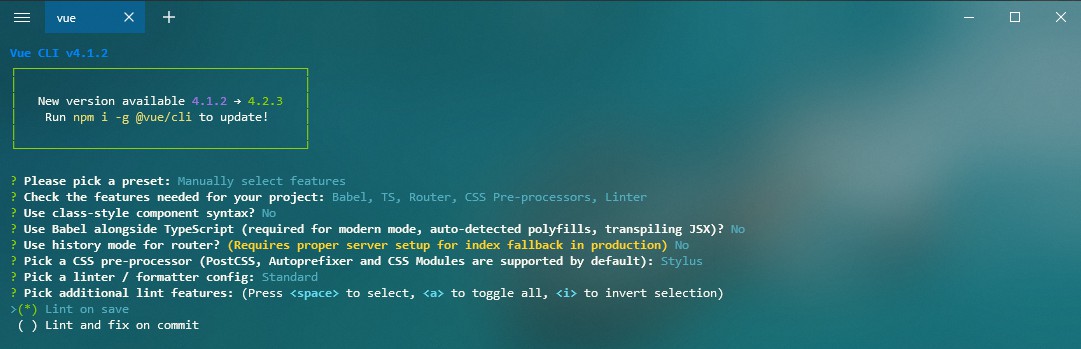 vue
Vue CLI v4.1.2
New version available 4.1.2 → 4.2.3
Run npm i -g @vue/cli to update!
? Please pick a preset: Manually select features
? Check the features needed for your project: Babel, TS, Router, CSS Pre-processors, Linter
? Use class-style component syntax? No
? Use Babel alongside TypeScript (required for modern mode, auto-detected polyfills, transpiling JSX)? No
? Use history mode for router? (Requires proper server setup for index fallback in production) No
? Pick a CSS pre-processor (PostCSS, Autoprefixer and CSS Modules are supported by default): Stylus
? Pick a linter / formatter config: Standard
? Pick additional lint features: (Press <space> to select, <a> to toggle all, <i> to invert selection)
>(*) Lint on save
( ) Lint and fix on commit